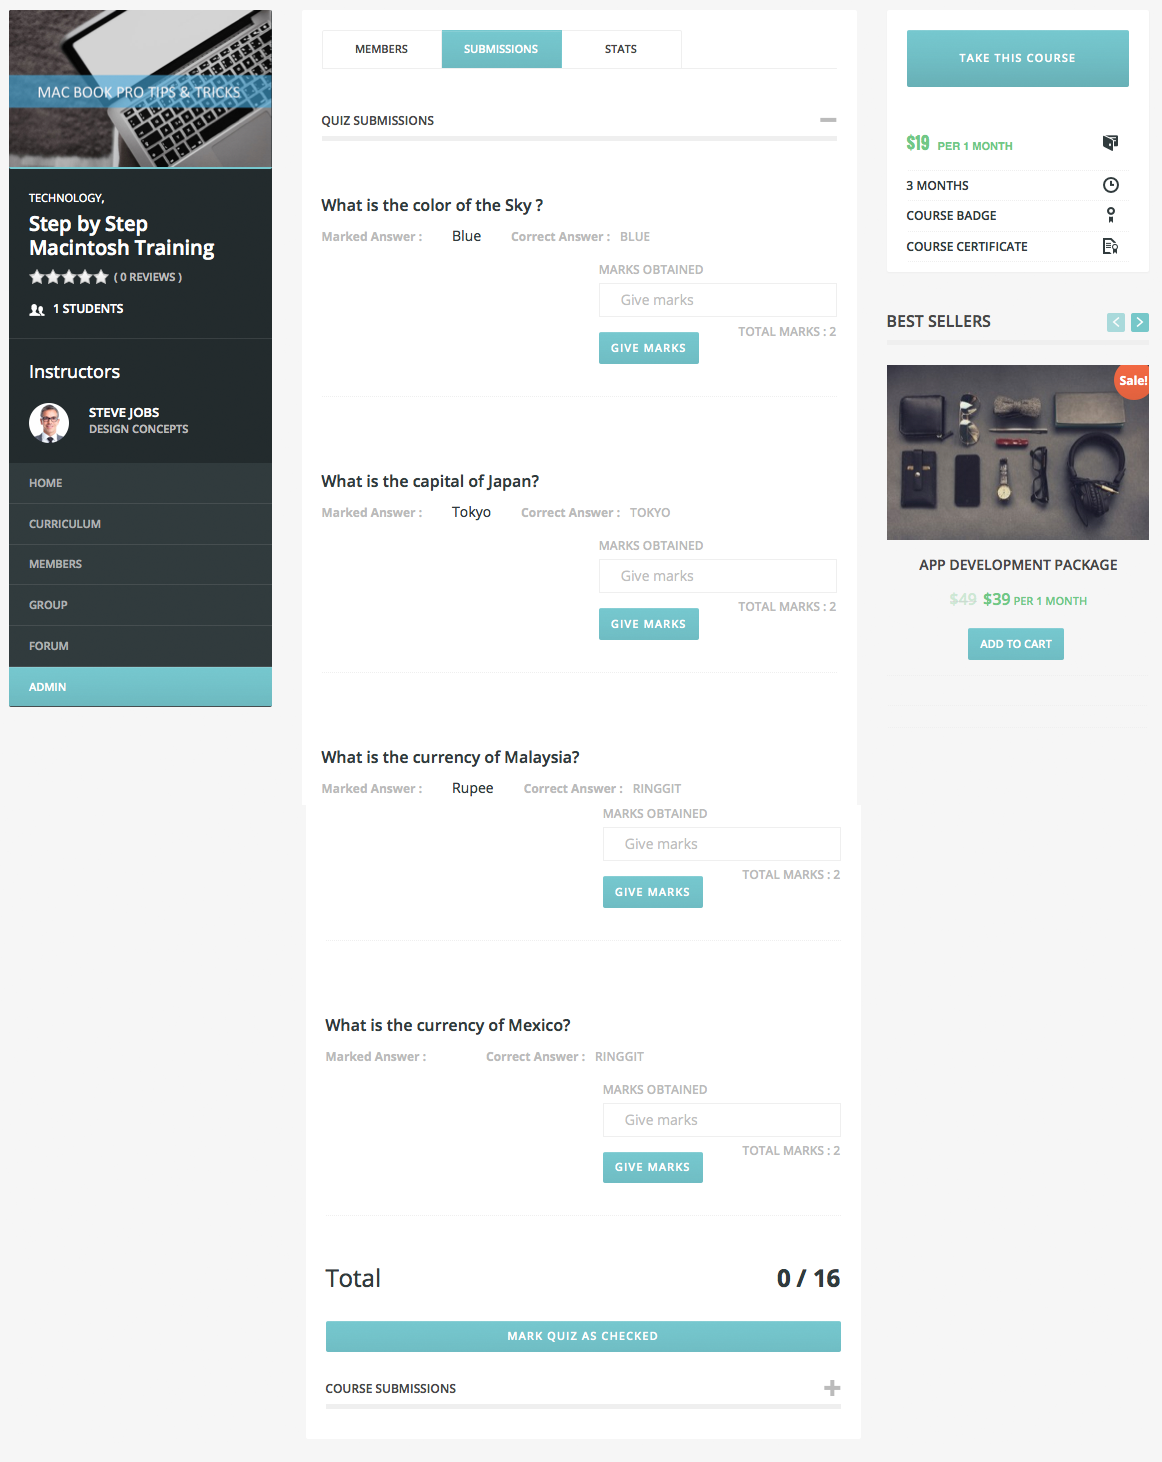 MAC BOOK PRO TIPS & TRICKS
TECHNOLOGY,
Step by Step
Macintosh Training
( 0 REVIEWS )
1 STUDENTS
Instructors
STEVE JOBS
DESIGN CONCEPTS
HOME
CURRICULUM
MEMBERS
GROUP
FORUM
ADMIN
MEMBERS SUBMISSIONS STATS
QUIZ SUBMISSIONS
What is the color of the Sky ?
Marked Answer : Blue Correct Answer : BLUE
MARKS OBTAINED
Give marks
TOTAL MARKS : 2
GIVE MARKS
What is the capital of Japan?
Marked Answer : Tokyo Correct Answer : TOKYO
MARKS OBTAINED
Give marks
TOTAL MARKS : 2
GIVE MARKS
What is the currency of Malaysia?
Marked Answer : Rupee Correct Answer : RINGGIT
MARKS OBTAINED
Give marks
TOTAL MARKS : 2
GIVE MARKS
What is the currency of Mexico?
Marked Answer : Correct Answer : RINGGIT
MARKS OBTAINED
Give marks
TOTAL MARKS : 2
GIVE MARKS
Total 0 / 16
MARK QUIZ AS CHECKED
COURSE SUBMISSIONS
TAKE THIS COURSE
$19 PER 1 MONTH
3 MONTHS
COURSE BADGE
COURSE CERTIFICATE
BEST SELLERS
Sale!
APP DEVELOPMENT PACKAGE
$49 $39 PER 1 MONTH
ADD TO CART